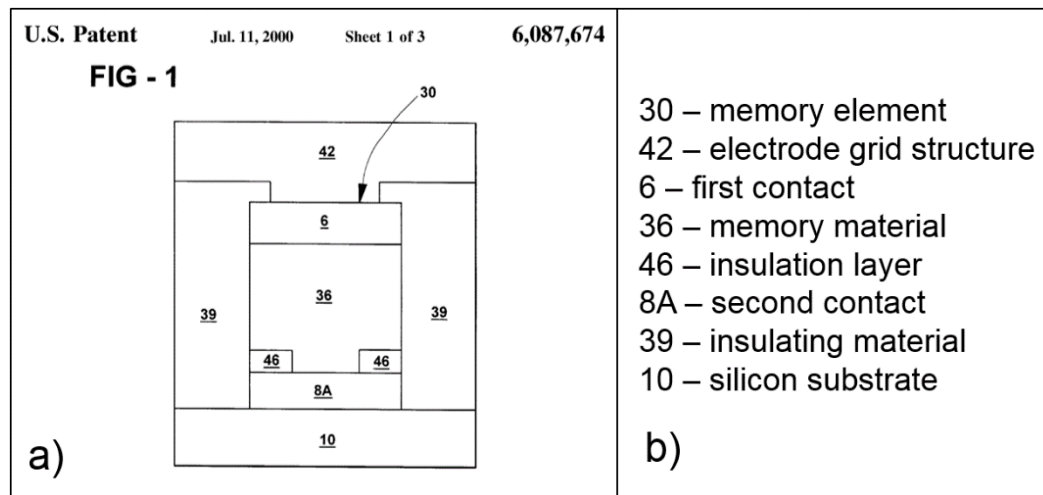 U.S. Patent Jul. 11, 2000 Sheet 1 of 3 6,087,674
FIG - 1
30
42
6
36
39 39
46 46
8A
10
a)
30 – memory element
42 – electrode grid structure
6 – first contact
36 – memory material
46 – insulation layer
8A – second contact
39 – insulating material
10 – silicon substrate
b)